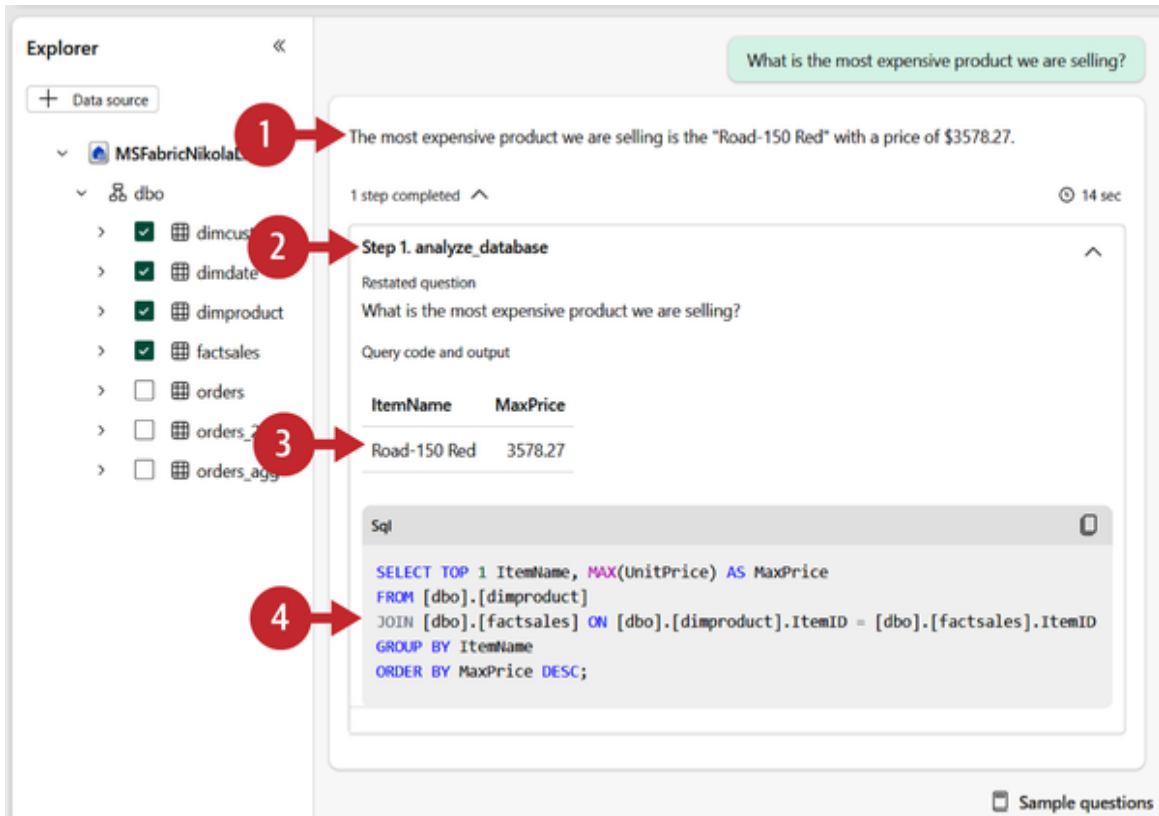 Explorer
Data source
MSFabricNikola
dbo
dimcus
dimdate
dimproduct
factsales
orders
orders_2
orders_agg
What is the most expensive product we are selling?
1
The most expensive product we are selling is the "Road-150 Red" with a price of $3578.27.
1 step completed
14 sec
2
Step 1. analyze_database
Restated question
What is the most expensive product we are selling?
Query code and output
ItemName MaxPrice
3
Road-150 Red 3578.27
Sql
SELECT TOP 1 ItemName, MAX(UnitPrice) AS MaxPrice
FROM [dbo].[dimproduct]
4
JOIN [dbo].[factsales] ON [dbo].[dimproduct].ItemID = [dbo].[factsales].ItemID
GROUP BY ItemName
ORDER BY MaxPrice DESC;
Sample questions